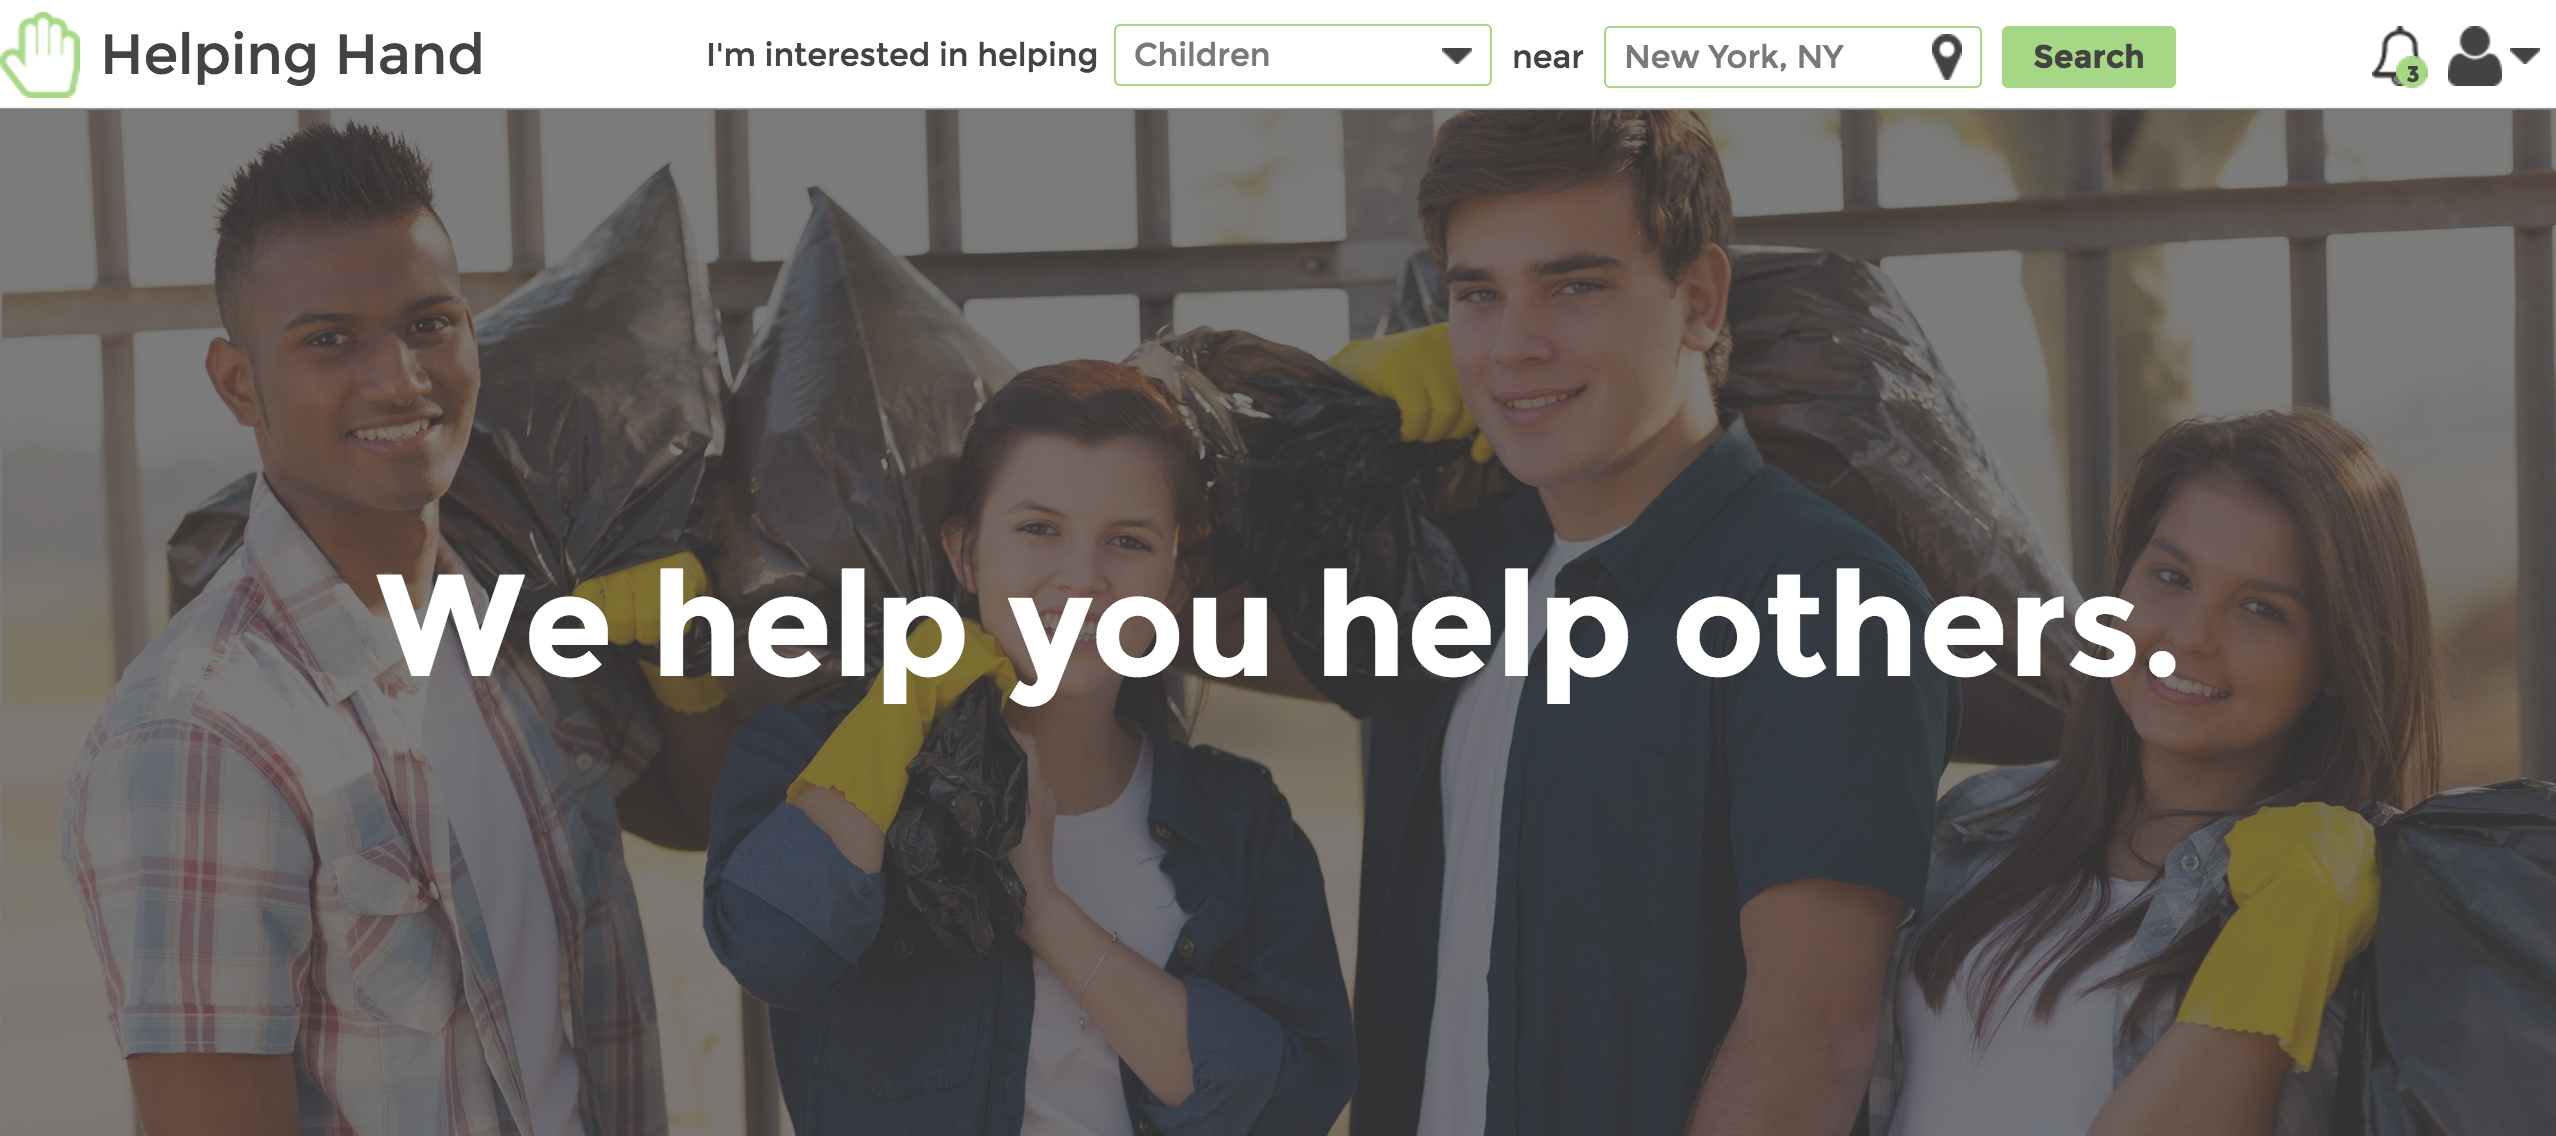 Helping Hand
I'm interested in helping Children near New York, NY Search
3
We help you help others.